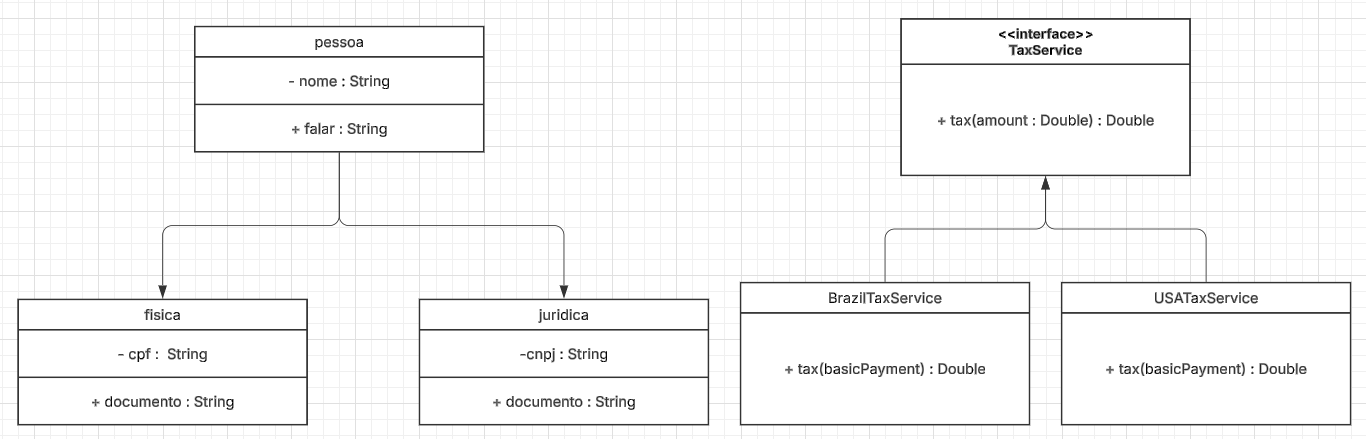 pessoa
- nome : String
+ falar : String
fisica
- cpf :  String
+ documento : String
juridica
-cnpj : String
+ documento : String
<<interface>>
TaxService
+ tax(amount : Double) : Double
BrazilTaxService
+ tax(basicPayment) : Double
USATaxService
+ tax(basicPayment) : Double